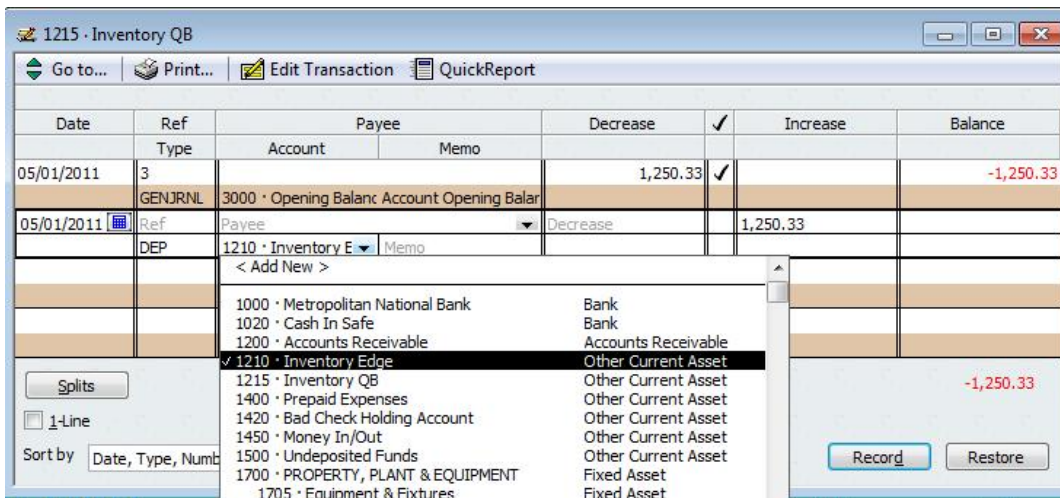 1215 · Inventory QB
Go to... Print... Edit Transaction QuickReport
Date Ref Payee Decrease ✓ Increase Balance
Type Account Memo
05/01/2011 3 1,250.33 ✓ -1,250.33
GENJRNL 3000 · Opening Balanc Account Opening Balar
05/01/2011 Ref Payee Decrease 1,250.33
DEP 1210 · Inventory E Memo
< Add New >
1000 · Metropolitan National Bank Bank
1020 · Cash In Safe Bank
1200 · Accounts Receivable Accounts Receivable
✓ 1210 · Inventory Edge Other Current Asset
1215 · Inventory QB Other Current Asset
1400 · Prepaid Expenses Other Current Asset
1420 · Bad Check Holding Account Other Current Asset
1450 · Money In/Out Other Current Asset
1500 · Undeposited Funds Other Current Asset
1700 · PROPERTY, PLANT & EQUIPMENT Fixed Asset
1705 · Equipment & Fixtures Fixed Asset
Splits -1,250.33
1-Line
Sort by Date, Type, Numb Record Restore